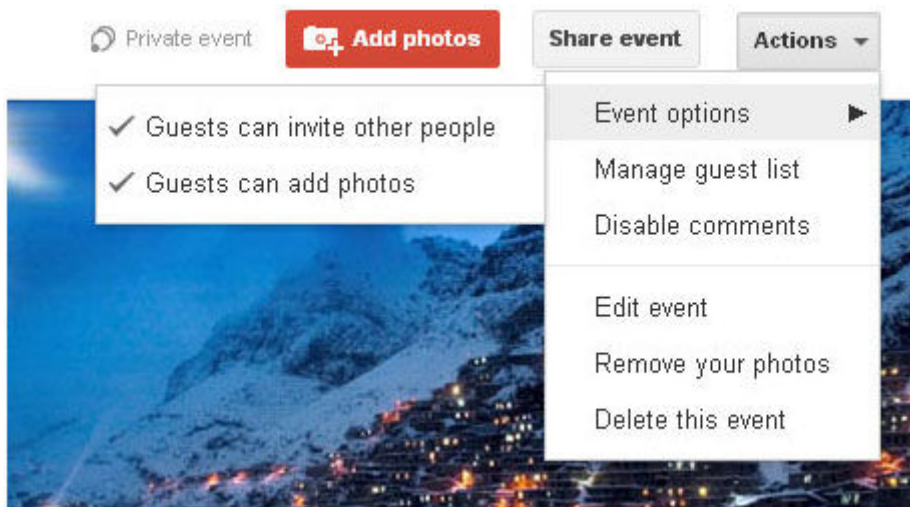 Private event
Add photos
Share event
Actions
Guests can invite other people
Guests can add photos
Event options
Manage guest list
Disable comments
Edit event
Remove your photos
Delete this event